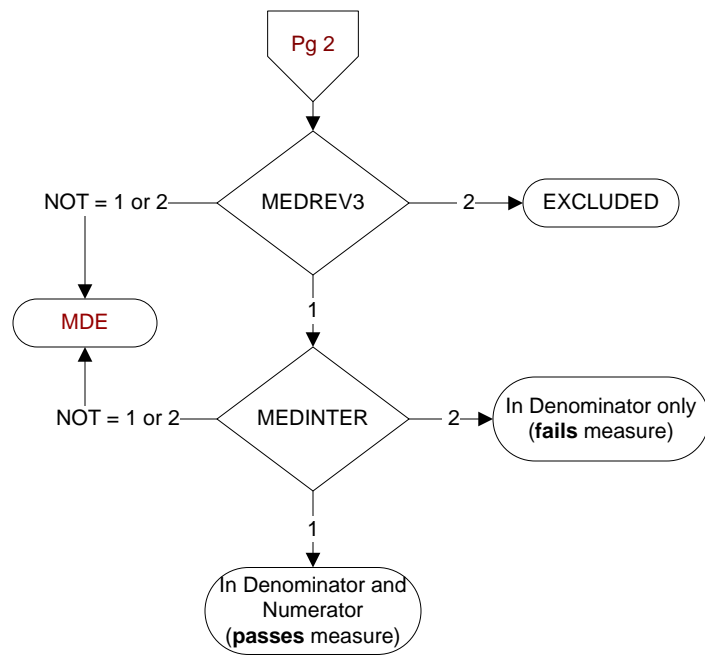 Pg 2
NOT = 1 or 2
MEDREV3
2
EXCLUDED
1
MDE
NOT = 1 or 2
MEDINTER
2
In Denominator only
(fails measure)
1
In Denominator and
Numerator
(passes measure)